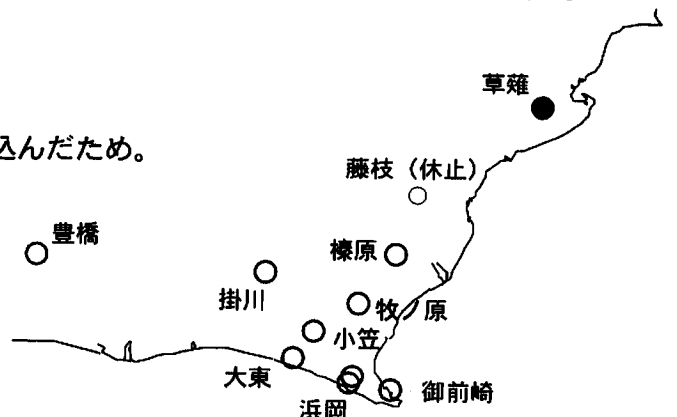 草薙
込んだため。
藤枝（休止）
豊橋
榛原
掛川
牧ノ原
小笠
大東
御前崎
浜岡